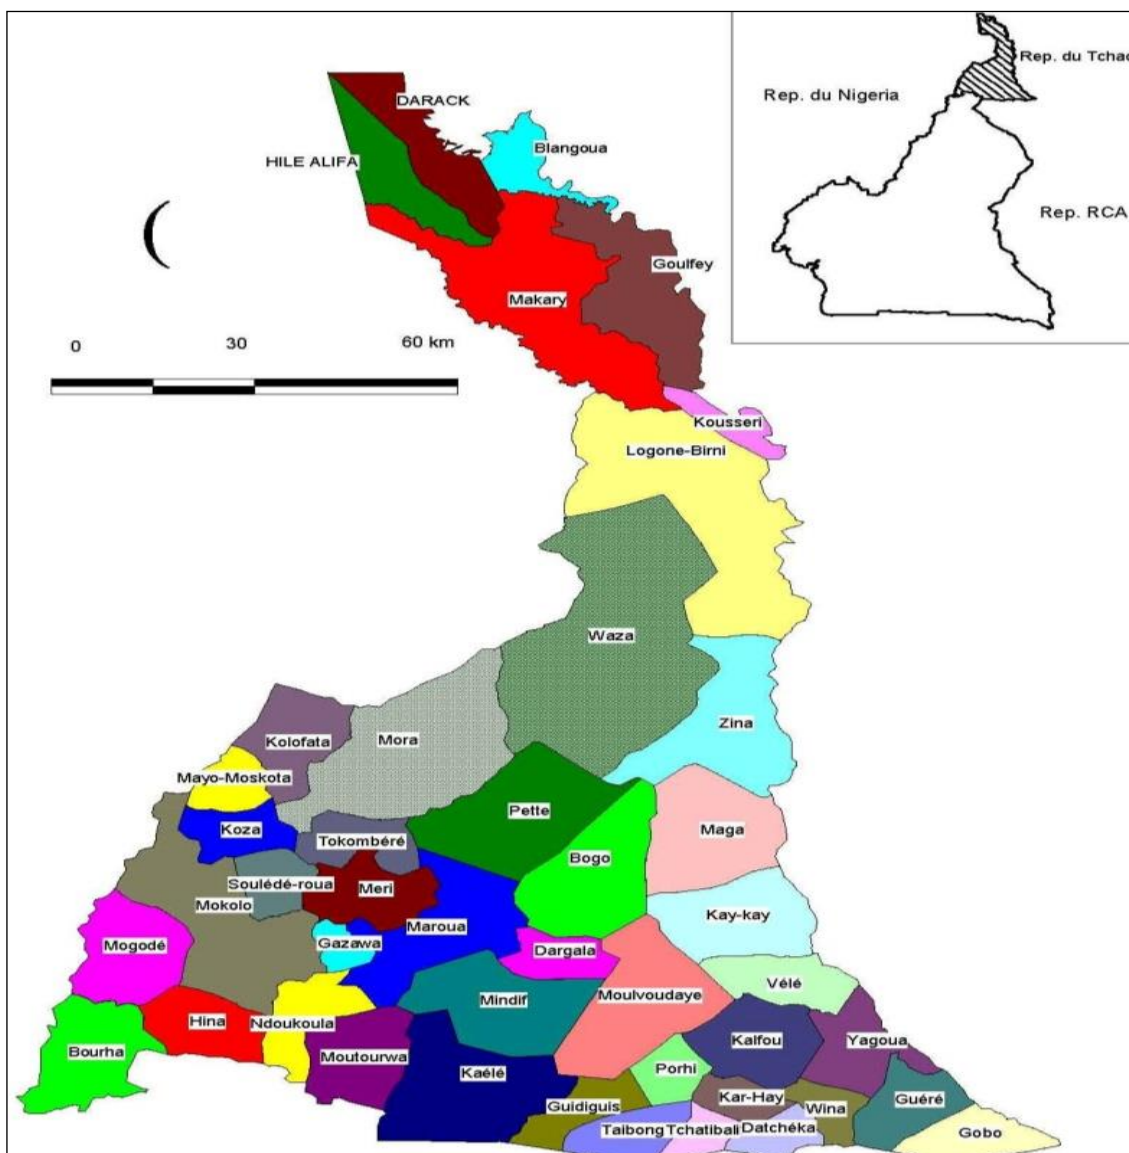 Rep. du Tchad
Rep. du Nigeria
Rep. RCA
DARACK
Blangoua
HILE ALIFA
Goulfey
Makary
0 30 60 km
Kousseri
Logone-Birni
Waza
Zina
Kolofata
Mora
Mayo-Moskota
Pette
Koza
Maga
Tokombéré
Bogo
Soulédé-roua
Meri
Mokolo
Kay-kay
Maroua
Mogodé
Gazawa
Dargala
Vélé
Mindif
Moulvoudaye
Hina
Ndoukoula
Kalfou
Yagoua
Bourha
Moutourwa
Kaélé
Porhi
Kar-Hay
Guéré
Guidiguis
Wina
Taibong
Tchatibali
Datchéka
Gobo